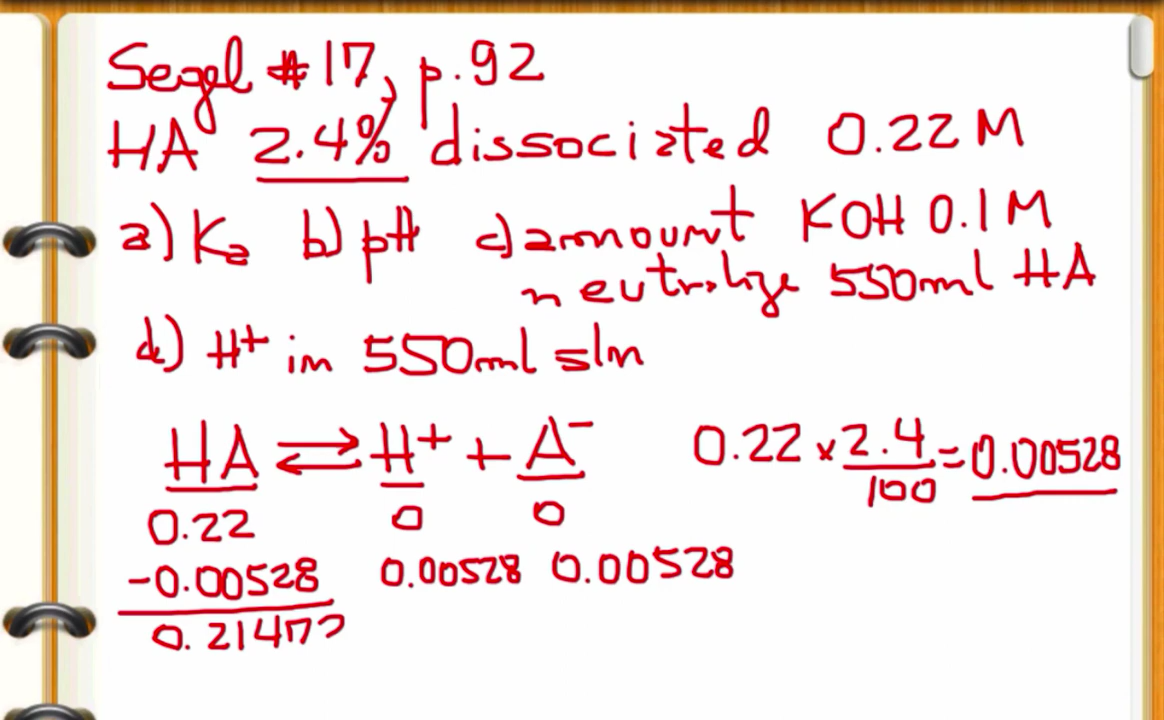 Segel #17, p.92
HA 2.4% dissociated 0.22 M
a) Ka b) pH c) amount KOH 0.1 M
neutralize 550ml HA
d) H+ in 550ml sln
HA ⇌ H+ + A− 0.22 × 2.4/100 = 0.00528
0.22 0 0
-0.00528 0.00528 0.00528
0.21472